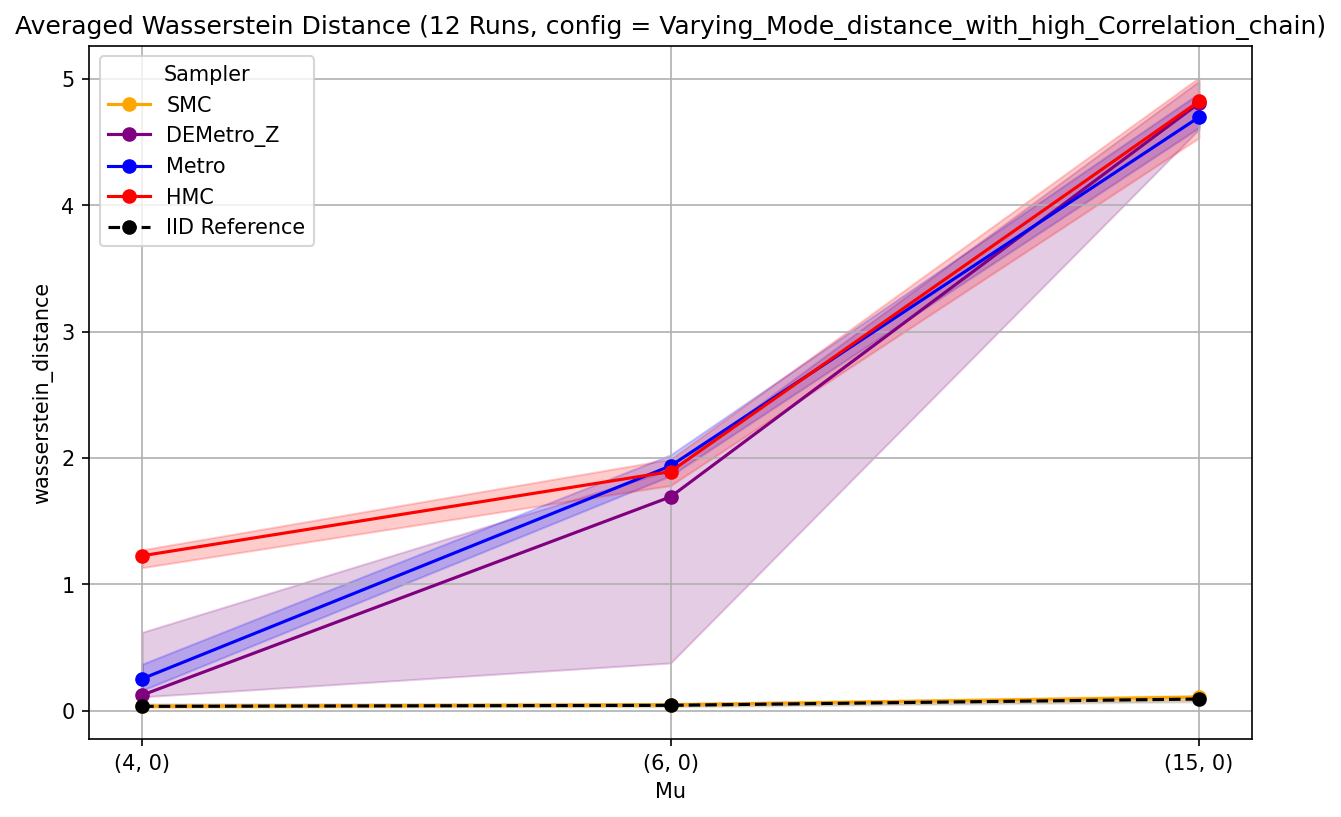 Averaged Wasserstein Distance (12 Runs, config = Varying_Mode_distance_with_high_Correlation_chain)
Sampler
SMC
DEMetro_Z
Metro
HMC
IID Reference
wasserstein_distance
5
4
3
2
1
0
(4, 0)
(6, 0)
(15, 0)
Mu